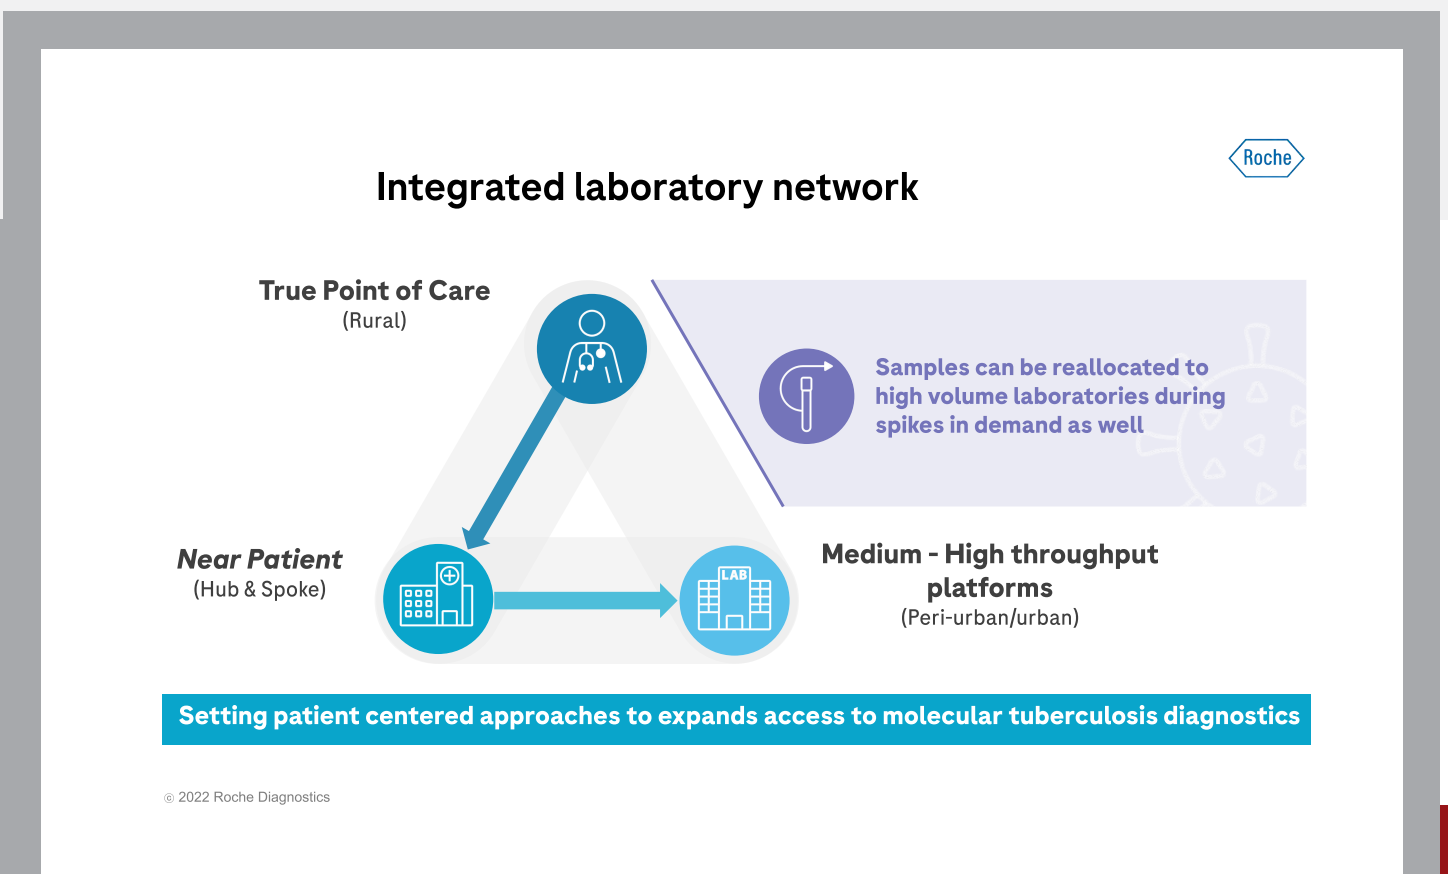 Roche
Integrated laboratory network
True Point of Care
(Rural)
Samples can be reallocated to
high volume laboratories during
spikes in demand as well
Near Patient
(Hub & Spoke)
LAB
Medium - High throughput
platforms
(Peri-urban/urban)
Setting patient centered approaches to expands access to molecular tuberculosis diagnostics
© 2022 Roche Diagnostics